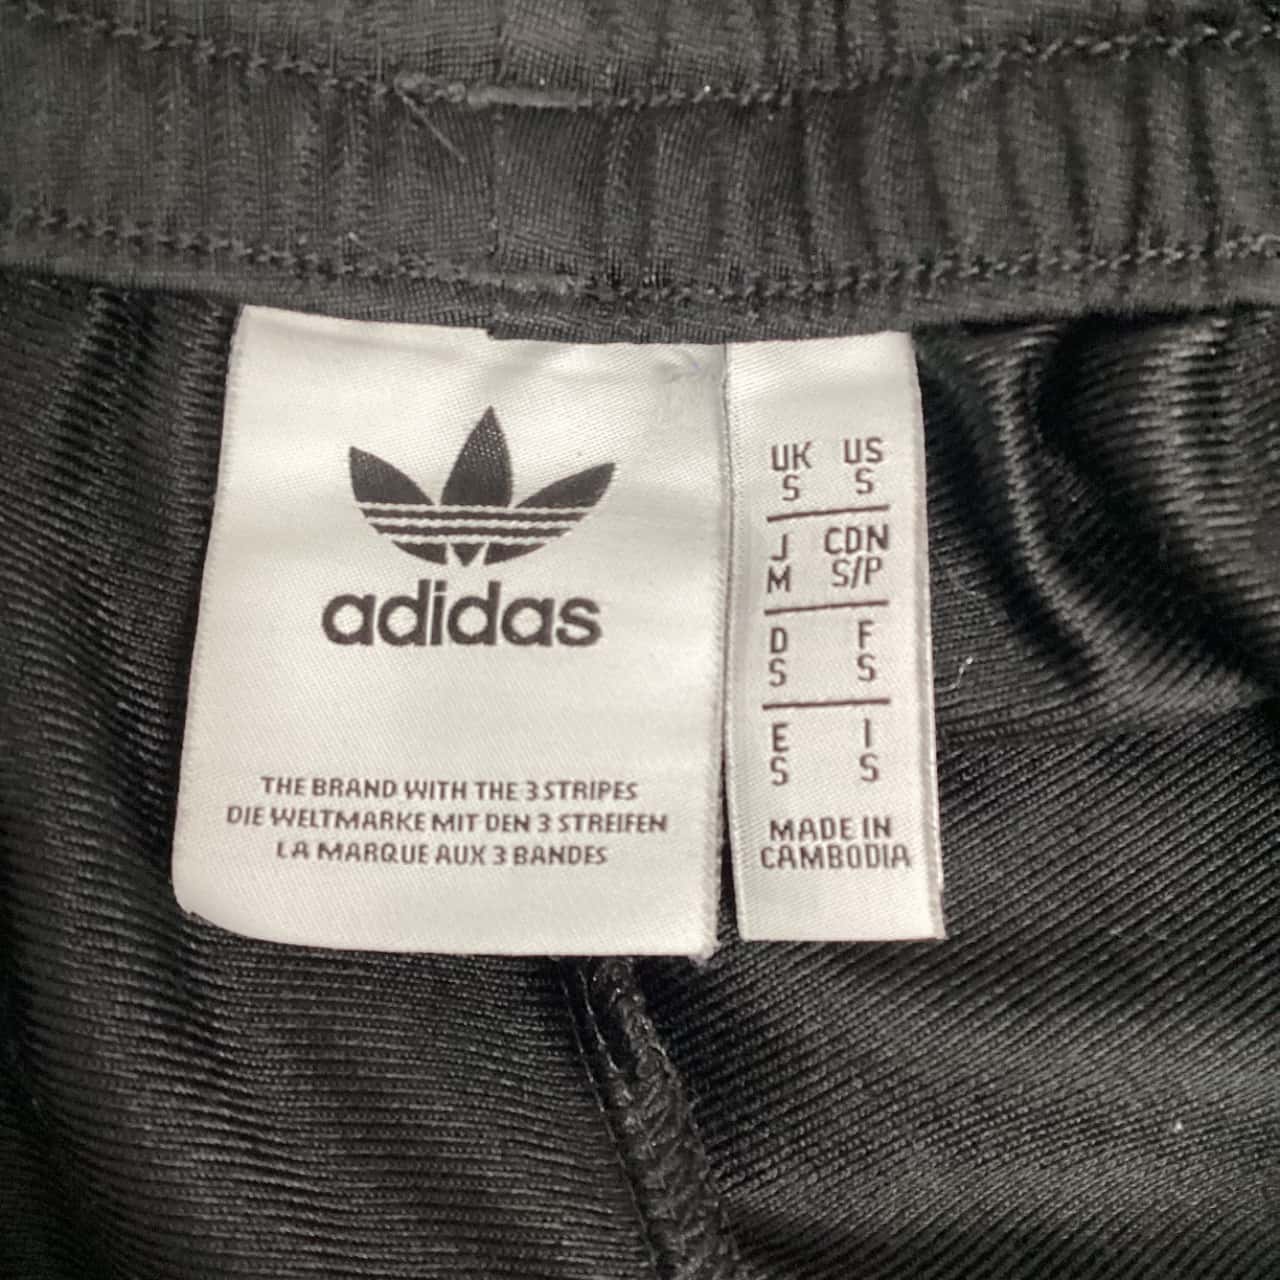 adidas
THE BRAND WITH THE 3 STRIPES
DIE WELTMARKE MIT DEN 3 STREIFEN
LA MARQUE AUX 3 BANDES
UK US
S S
J CDN
M S/P
D F
S S
E I
S S
MADE IN
CAMBODIA